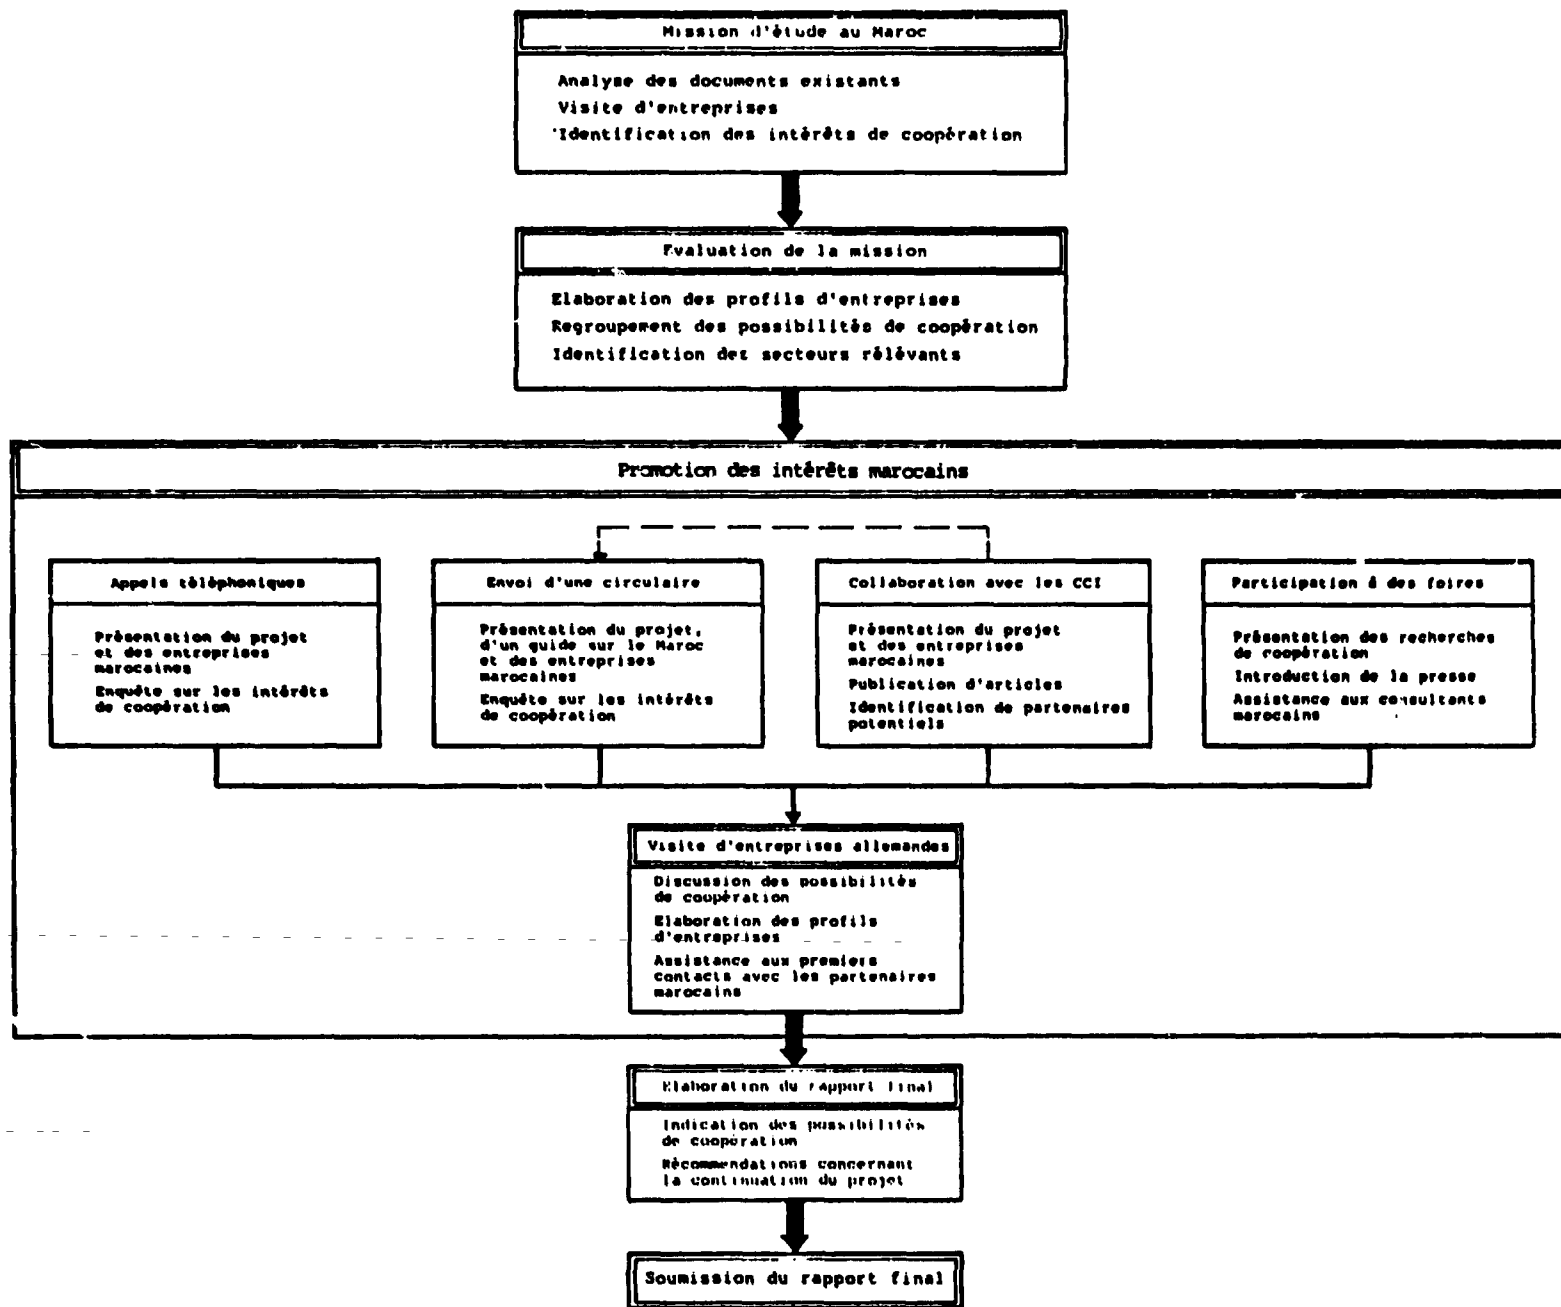 Mission d'étude au Maroc
Analyse des documents existants
Visite d'entreprises
Identification des intérêts de coopération
Evaluation de la mission
Elaboration des profils d'entreprises
Regroupement des possibilités de coopération
Identification des secteurs rélévants
Promotion des intérêts marocains
Appels téléphoniques
Présentation du projet
et des entreprises
marocaines
Enquête sur les intérêts
de coopération
Envoi d'une circulaire
Présentation du projet,
d'un guide sur le Maroc
et des entreprises
marocaines
Enquête sur les intérêts
de coopération
Collaboration avec les CCI
Présentation du projet
et des entreprises
marocaines
Publication d'articles
Identification de partenaires
potentiels
Participation à des foires
Présentation des recherches
de coopération
Introduction de la presse
Assistance aux consultants
marocains
Visite d'entreprises allemandes
Discussion des possibilités
de coopération
Elaboration des profils
d'entreprises
Assistance aux premiers
contacts avec les partenaires
marocains
Elaboration du rapport final
Indication des possibilités
de coopération
Récommendations concernant
la continuation du projet
Soumission du rapport final